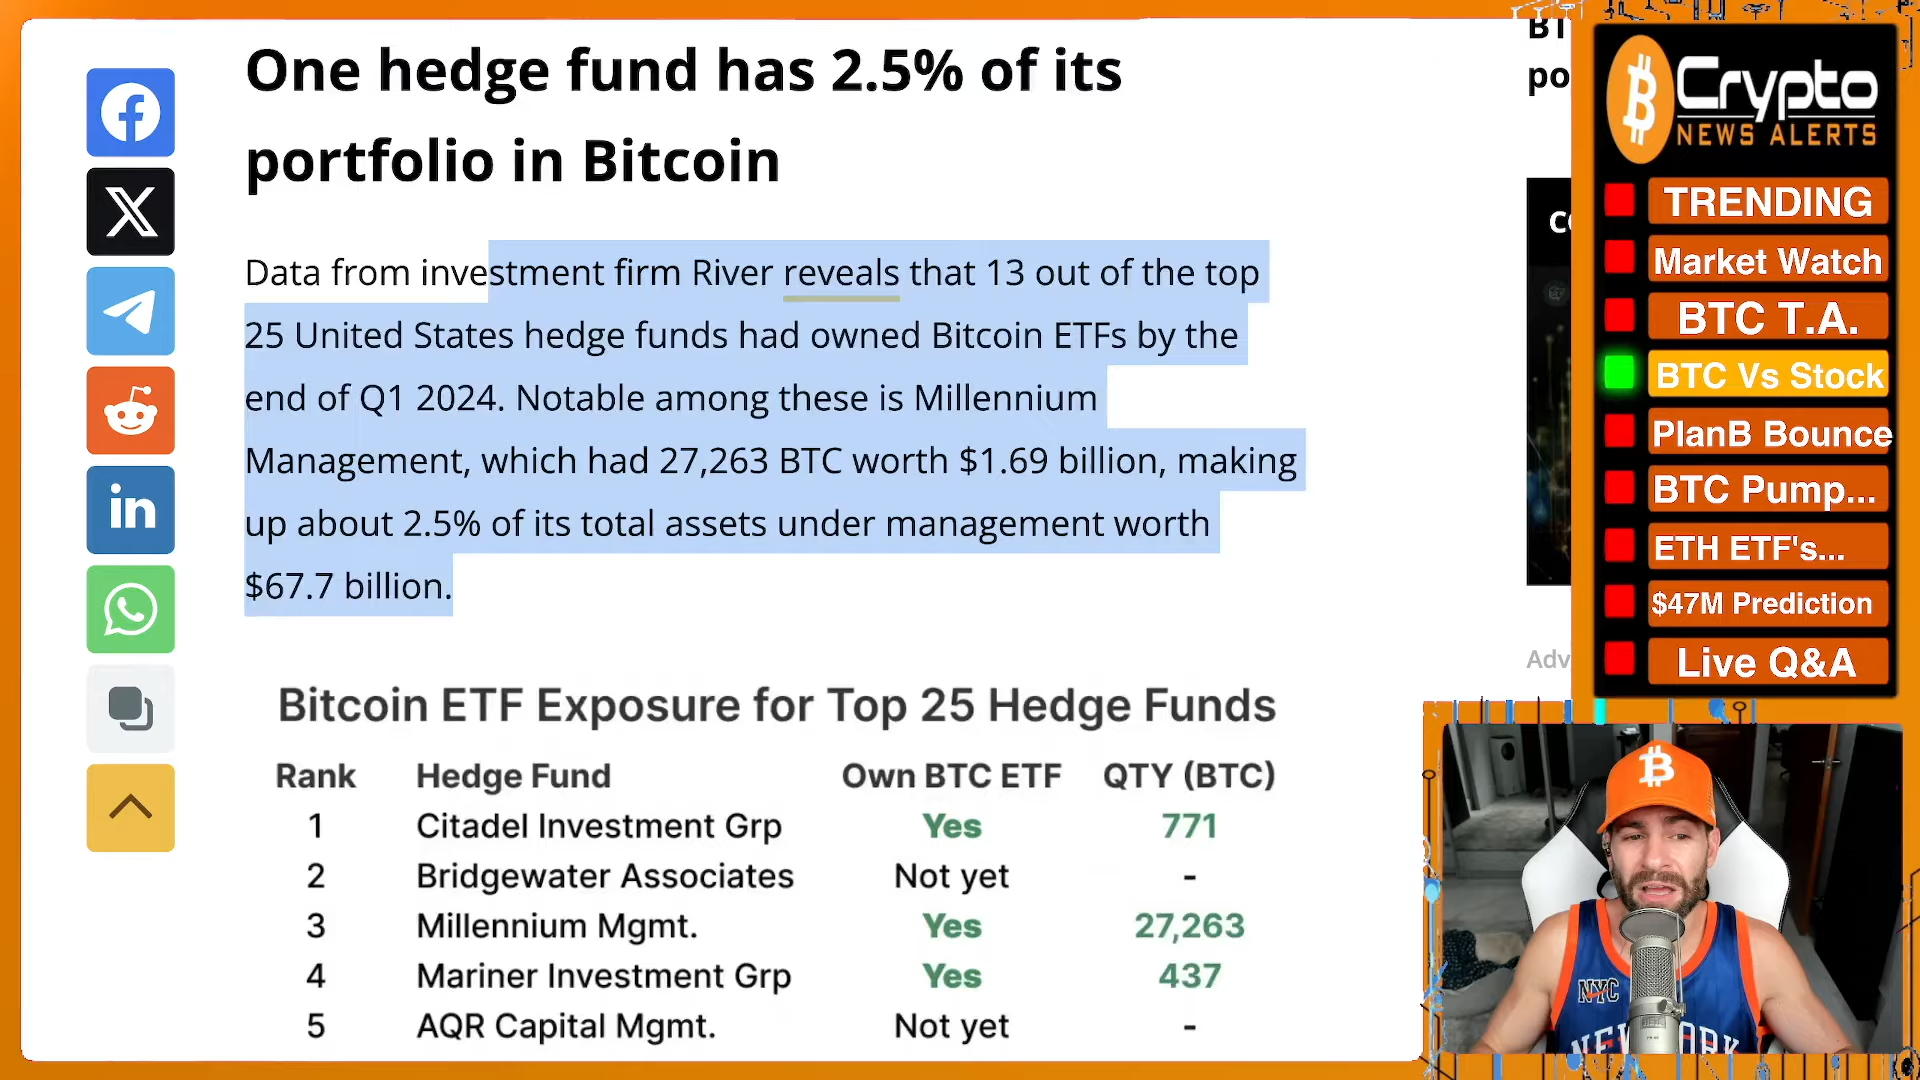 One hedge fund has 2.5% of its
portfolio in Bitcoin
Data from investment firm River reveals that 13 out of the top
25 United States hedge funds had owned Bitcoin ETFs by the
end of Q1 2024. Notable among these is Millennium
Management, which had 27,263 BTC worth $1.69 billion, making
up about 2.5% of its total assets under management worth
$67.7 billion.
Bitcoin ETF Exposure for Top 25 Hedge Funds
Rank Hedge Fund Own BTC ETF QTY (BTC)
1 Citadel Investment Grp Yes 771
2 Bridgewater Associates Not yet -
3 Millennium Mgmt. Yes 27,263
4 Mariner Investment Grp Yes 437
5 AQR Capital Mgmt. Not yet -
in
po
Adv
Crypto
NEWS ALERTS
TRENDING
Market Watch
BTC T.A.
BTC Vs Stock
PlanB Bounce
BTC Pump...
ETH ETF's...
$47M Prediction
Live Q&A
NYC